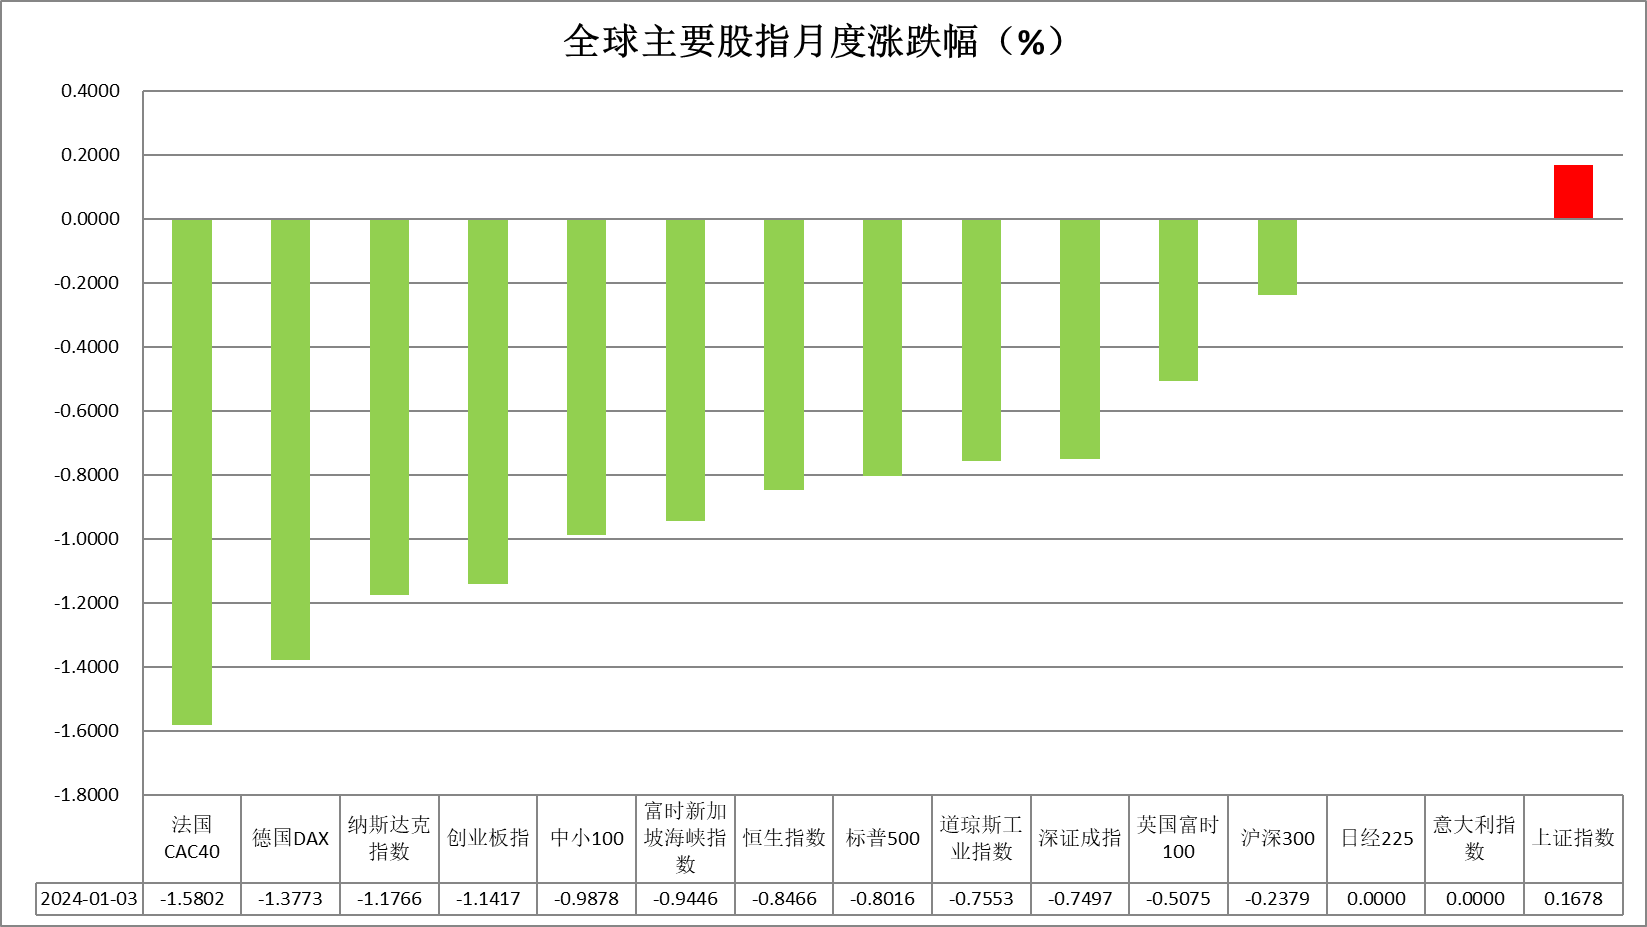 全球主要股指月度涨跌幅（%）
0.4000
0.2000
0.0000
-0.2000
-0.4000
-0.6000
-0.8000
-1.0000
-1.2000
-1.4000
-1.6000
-1.8000
法国
CAC40
德国DAX
纳斯达克
指数
创业板指
中小100
富时新加
坡海峡指
数
恒生指数
标普500
道琼斯工
业指数
深证成指
英国富时
100
沪深300
日经225
意大利指
数
上证指数
2024-01-03 -1.5802 -1.3773 -1.1766 -1.1417 -0.9878 -0.9446 -0.8466 -0.8016 -0.7553 -0.7497 -0.5075 -0.2379 0.0000 0.0000 0.1678